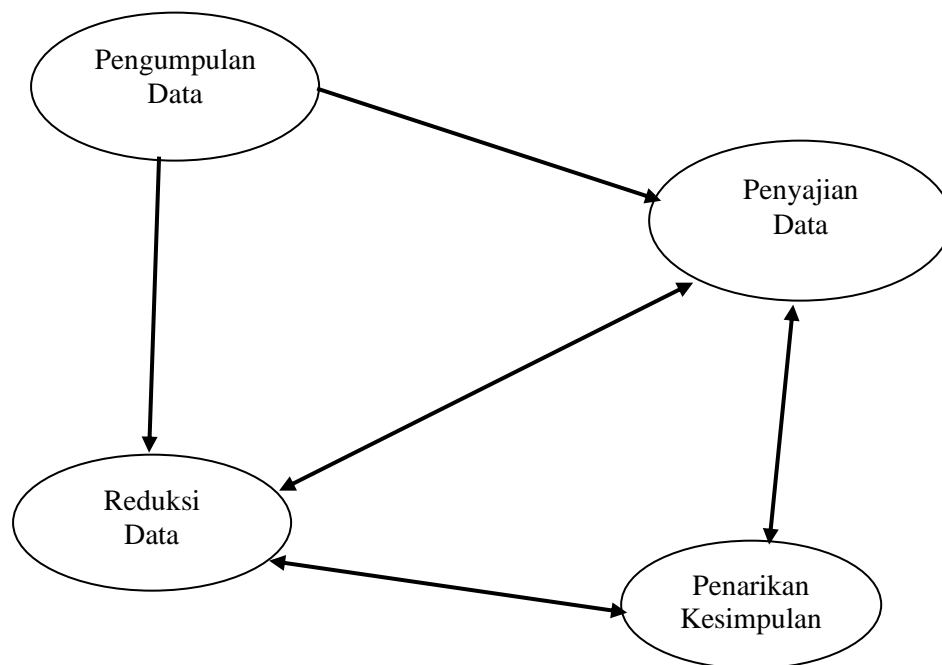 Pengumpulan
Data
Penyajian
Data
Reduksi
Data
Penarikan
Kesimpulan